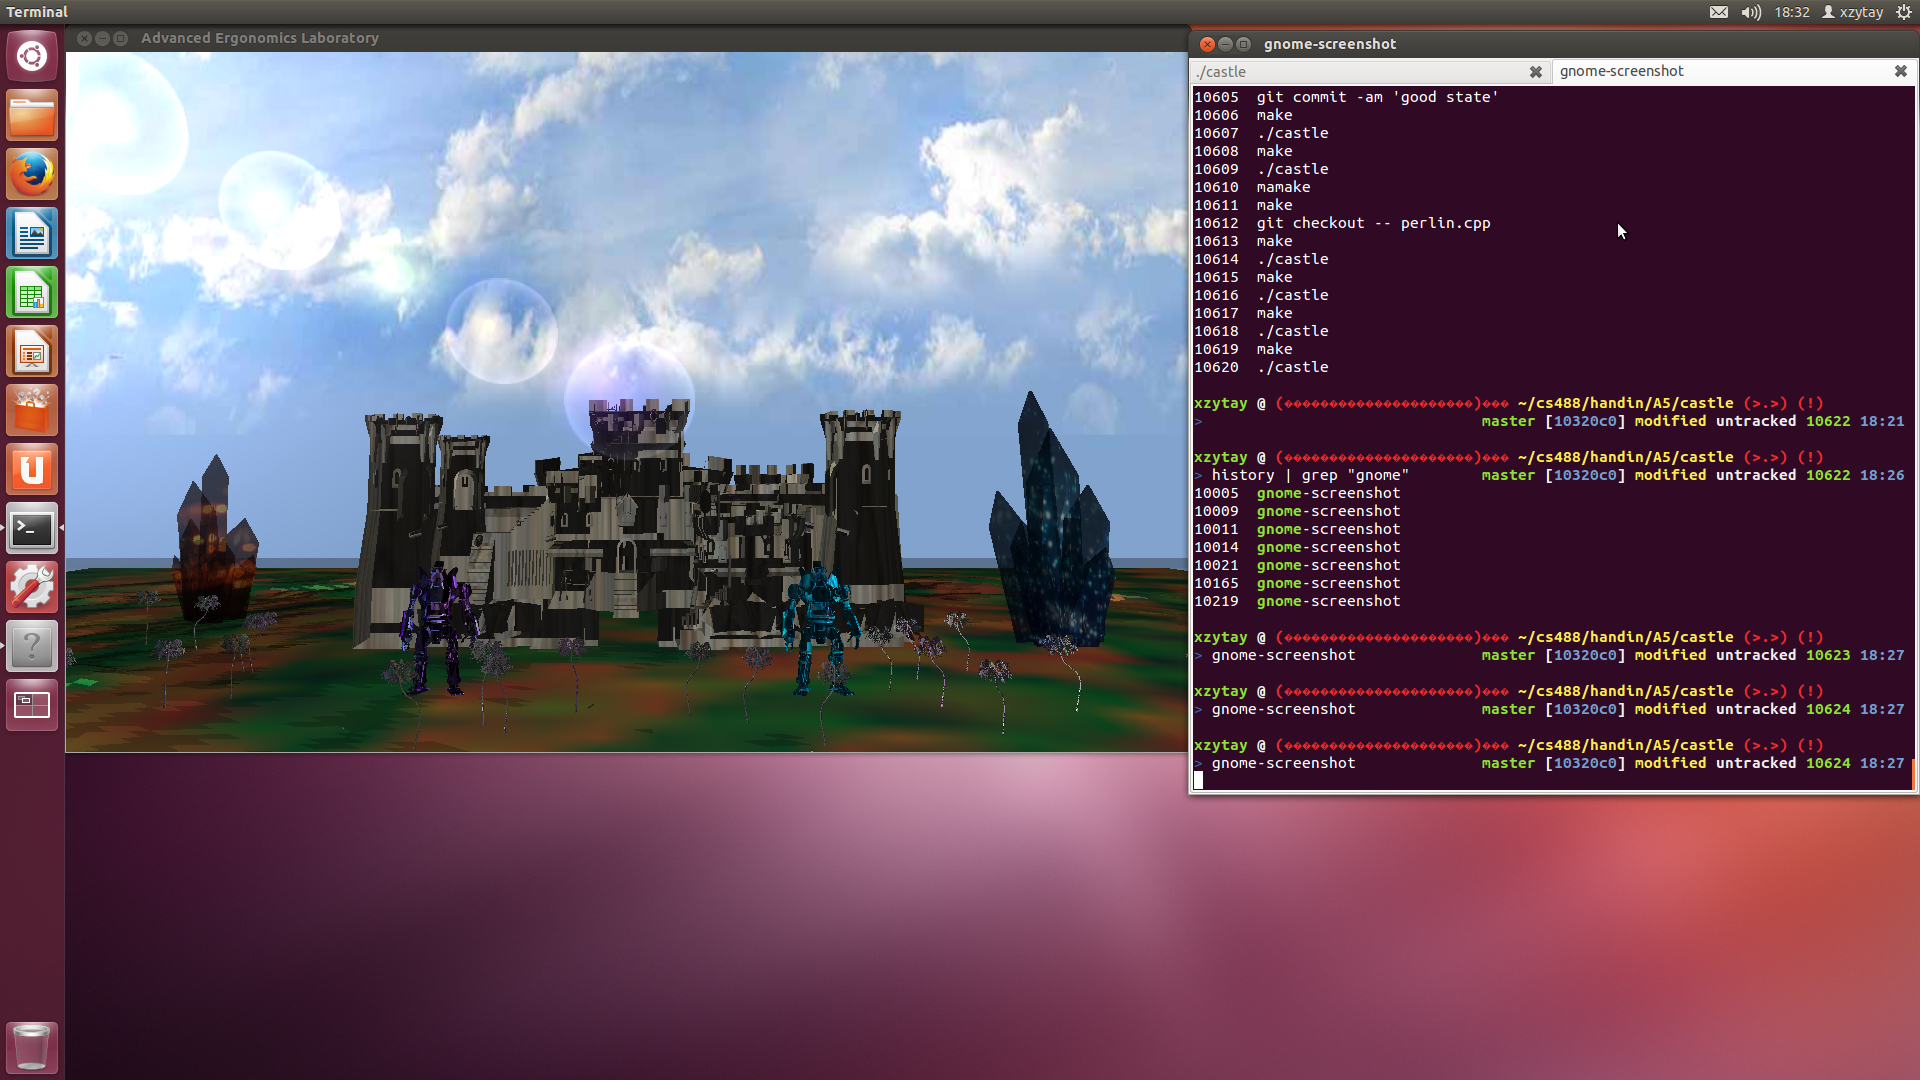 Terminal
18:32 xzytay
Advanced Ergonomics Laboratory
gnome-screenshot
./castle
gnome-screenshot
10605 git commit -am 'good state'
10606 make
10607 ./castle
10608 make
10609 ./castle
10610 mamake
10611 make
10612 git checkout -- perlin.cpp
10613 make
10614 ./castle
10615 make
10616 ./castle
10617 make
10618 ./castle
10619 make
10620 ./castle
xzytay @ (�������������������������)��� ~/cs488/handin/A5/castle (>.>) (!)
> master [10320c0] modified untracked 10622 18:21
xzytay @ (�������������������������)��� ~/cs488/handin/A5/castle (>.>) (!)
> history | grep "gnome" master [10320c0] modified untracked 10622 18:26
10005 gnome-screenshot
10009 gnome-screenshot
10011 gnome-screenshot
10014 gnome-screenshot
10021 gnome-screenshot
10165 gnome-screenshot
10219 gnome-screenshot
xzytay @ (�������������������������)��� ~/cs488/handin/A5/castle (>.>) (!)
> gnome-screenshot master [10320c0] modified untracked 10623 18:27
xzytay @ (�������������������������)��� ~/cs488/handin/A5/castle (>.>) (!)
> gnome-screenshot master [10320c0] modified untracked 10624 18:27
xzytay @ (�������������������������)��� ~/cs488/handin/A5/castle (>.>) (!)
> gnome-screenshot master [10320c0] modified untracked 10624 18:27